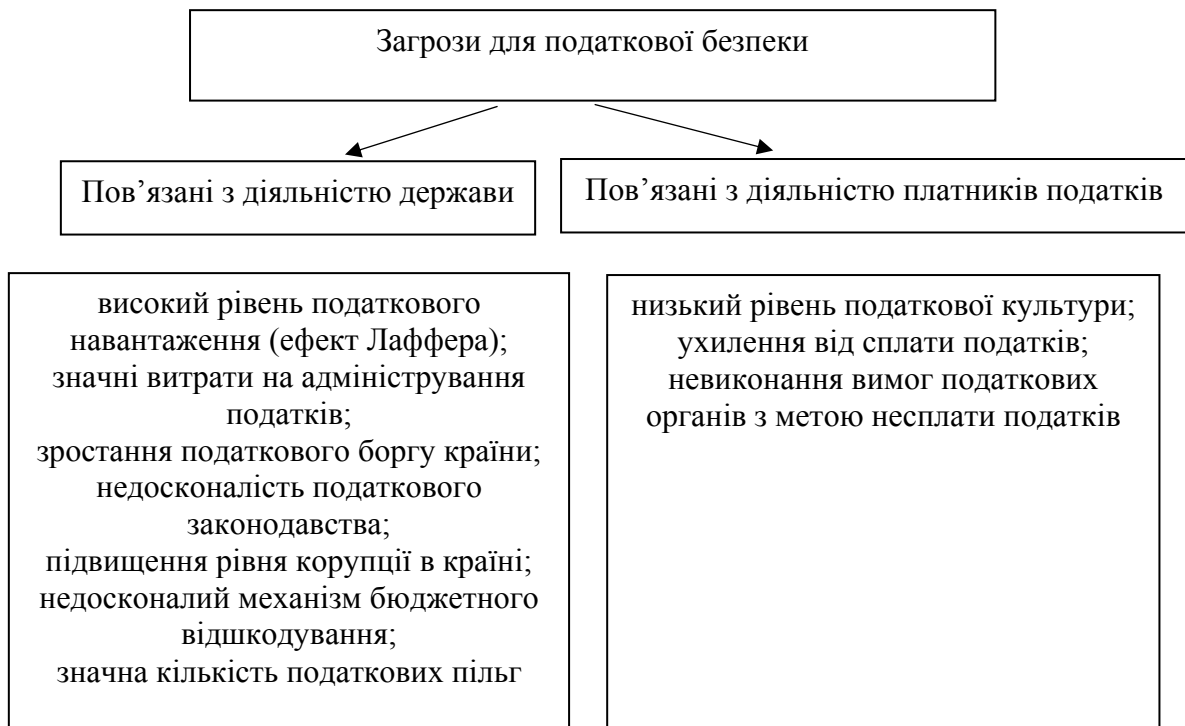 Загрози для податкової безпеки
Пов’язані з діяльністю держави
Пов’язані з діяльністю платників податків
високий рівень податкового
навантаження (ефект Лаффера);
значні витрати на адміністрування
податків;
зростання податкового боргу країни;
недосконалість податкового
законодавства;
підвищення рівня корупції в країні;
недосконалий механізм бюджетного
відшкодування;
значна кількість податкових пільг
низький рівень податкової культури;
ухилення від сплати податків;
невиконання вимог податкових
органів з метою несплати податків